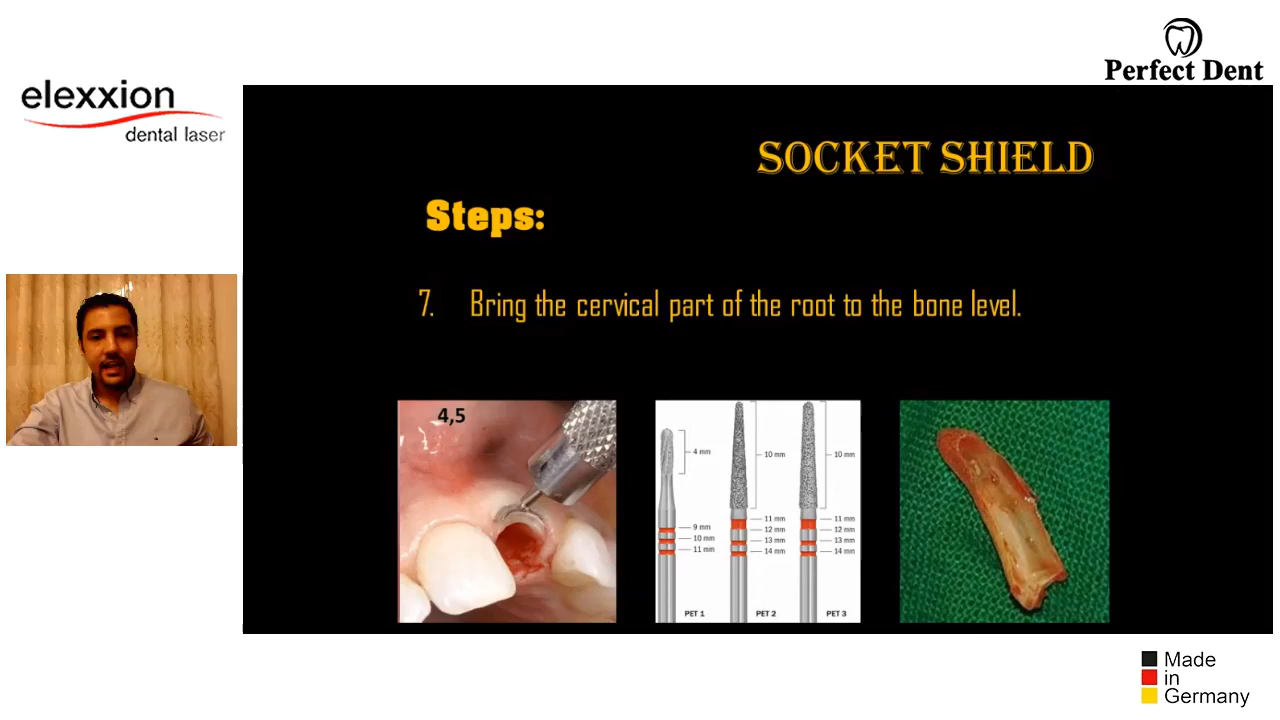 Perfect Dent
elexxion
dental laser
SOCKET SHIELD
Steps:
7. Bring the cervical part of the root to the bone level.
4,5
4 mm
9 mm
10 mm
11 mm
PET 1
10 mm
11 mm
12 mm
13 mm
14 mm
PET 2
10 mm
11 mm
12 mm
13 mm
14 mm
PET 3
Made
in
Germany